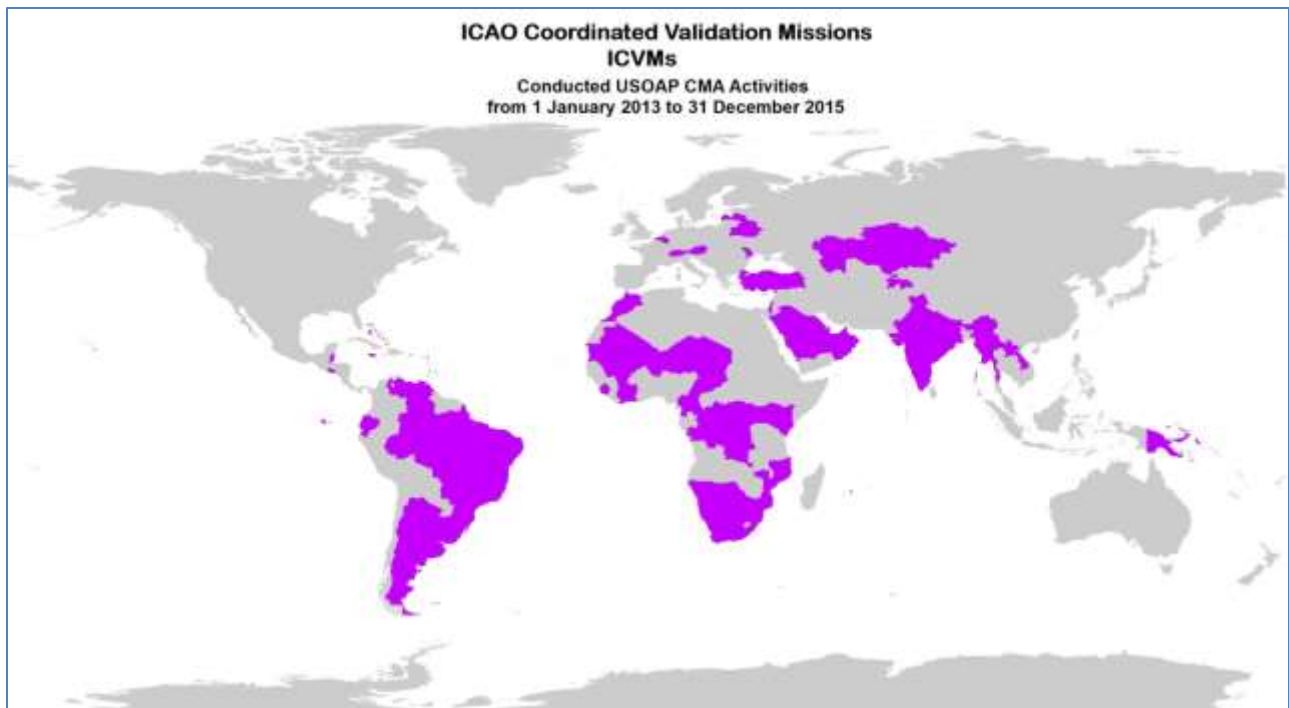 ICAO Coordinated Validation Missions
ICVMs
Conducted USOAP CMA Activities
from 1 January 2013 to 31 December 2015